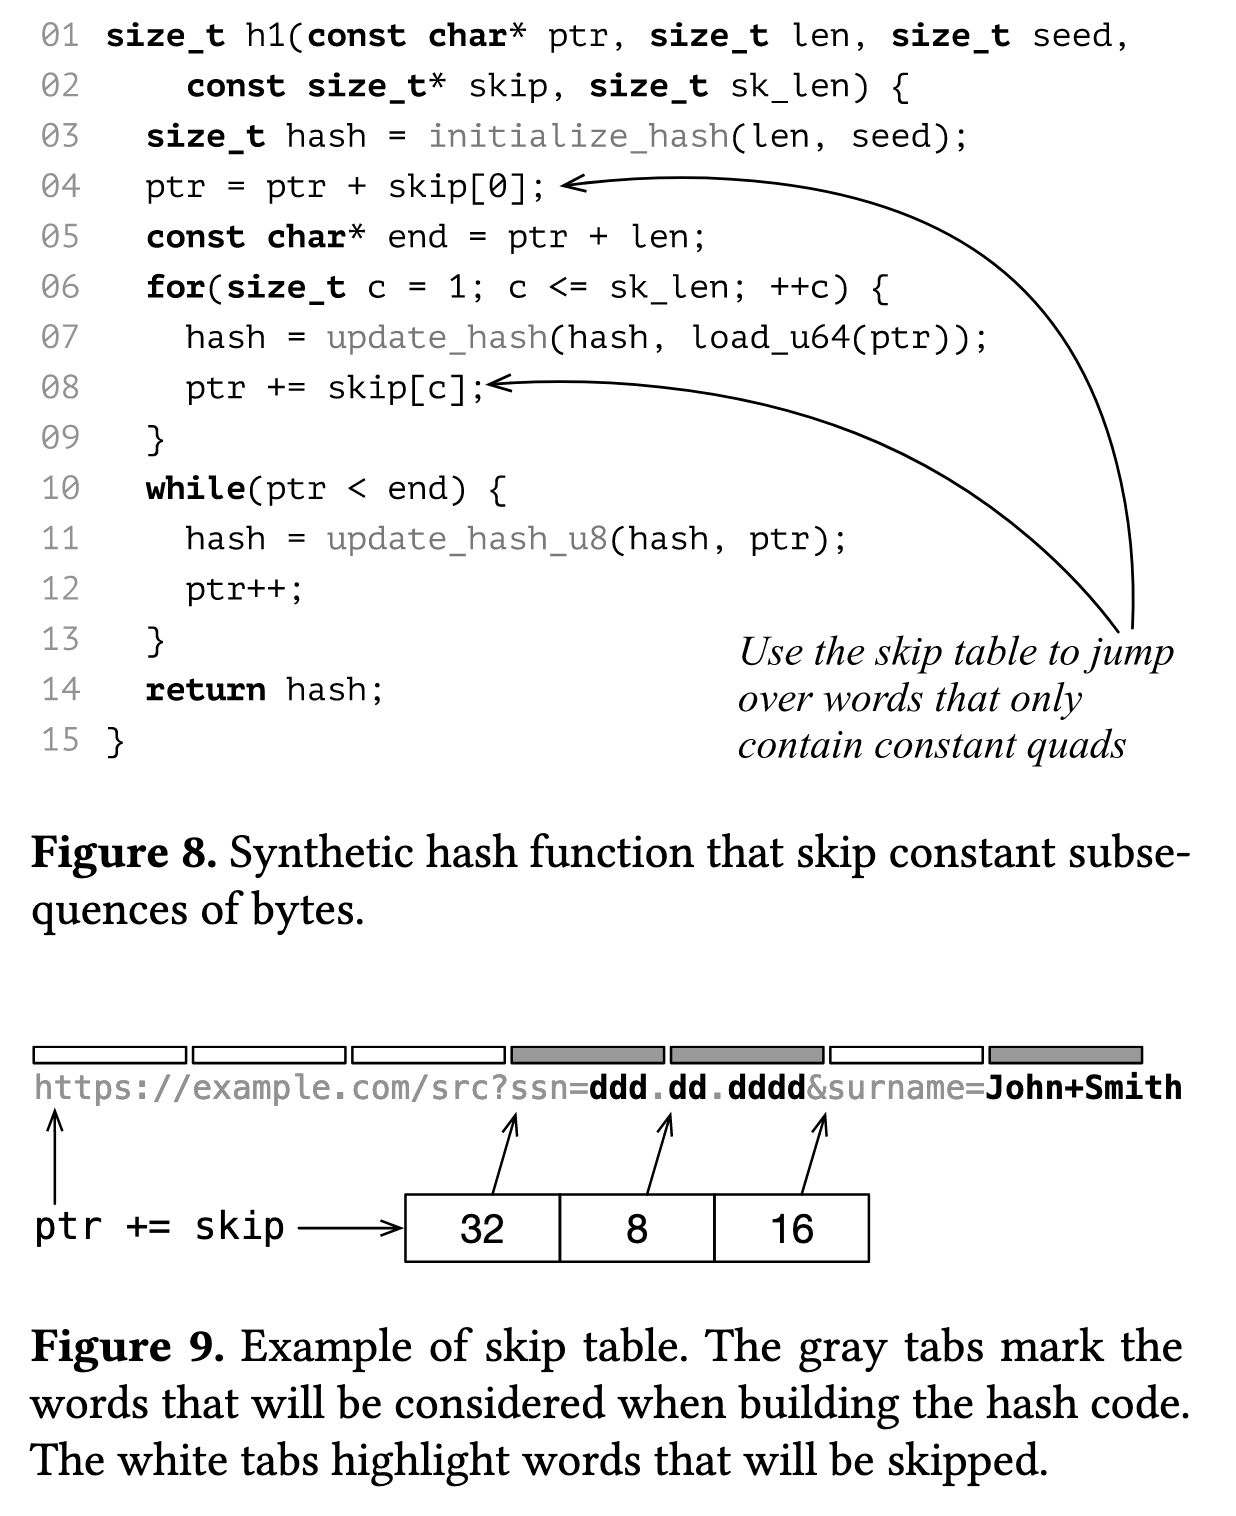 01 size_t h1(const char* ptr, size_t len, size_t seed,
02 const size_t* skip, size_t sk_len) {
03 size_t hash = initialize_hash(len, seed);
04 ptr = ptr + skip[0];
05 const char* end = ptr + len;
06 for(size_t c = 1; c <= sk_len; ++c) {
07 hash = update_hash(hash, load_u64(ptr));
08 ptr += skip[c];
09 }
10 while(ptr < end) {
11 hash = update_hash_u8(hash, ptr);
12 ptr++;
13 }
14 return hash;
15 }
Use the skip table to jump
over words that only
contain constant quads
Figure 8. Synthetic hash function that skip constant subse-
quences of bytes.
https://example.com/src?ssn=ddd.dd.dddd&surname=John+Smith
ptr += skip
32 8 16
Figure 9. Example of skip table. The gray tabs mark the
words that will be considered when building the hash code.
The white tabs highlight words that will be skipped.